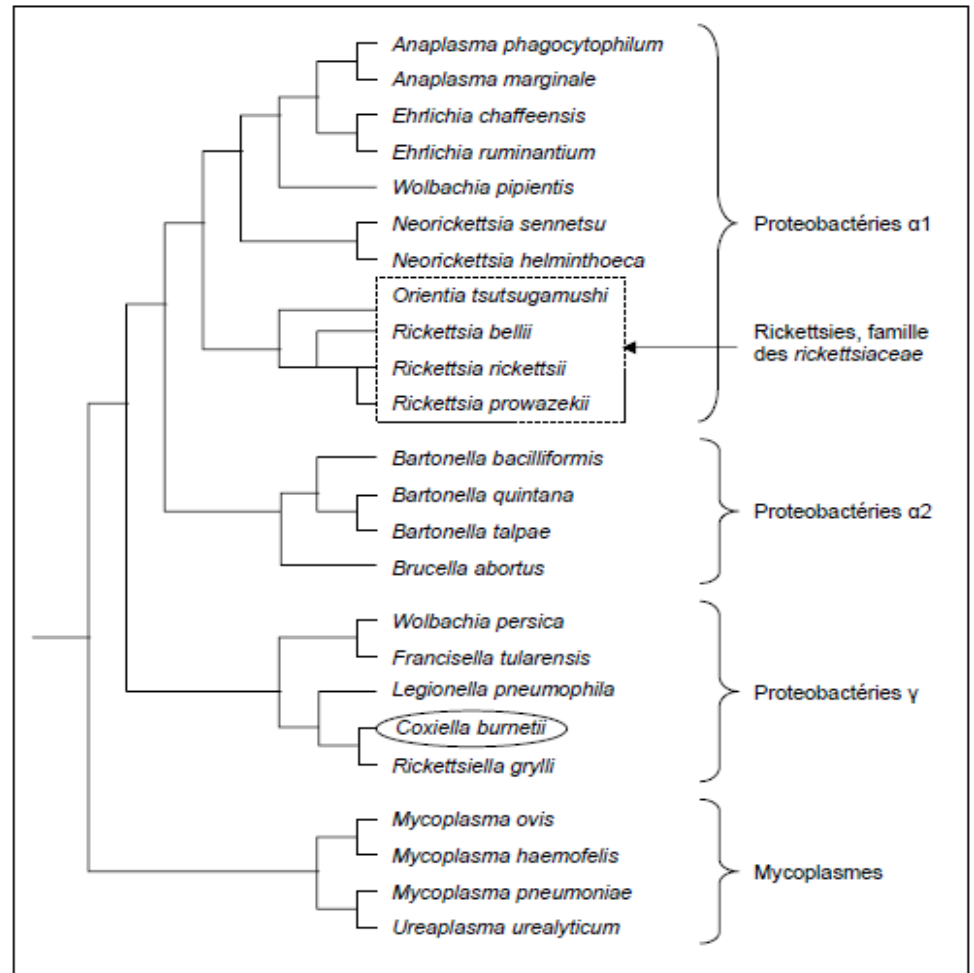 Anaplasma phagocytophilum
Anaplasma marginale
Ehrlichia chaffeensis
Ehrlichia ruminantium
Wolbachia pipientis
Neorickettsia sennetsu
Neorickettsia helminthoeca
Orientia tsutsugamushi
Rickettsia bellii
Rickettsia rickettsii
Rickettsia prowazekii
Proteobactéries α1
Rickettsies, famille
des rickettsiaceae
Bartonella bacilliformis
Bartonella quintana
Bartonella talpae
Brucella abortus
Proteobactéries α2
Wolbachia persica
Francisella tularensis
Legionella pneumophila
Coxiella burnetii
Rickettsiella grylli
Proteobactéries γ
Mycoplasma ovis
Mycoplasma haemofelis
Mycoplasma pneumoniae
Ureaplasma urealyticum
Mycoplasmes